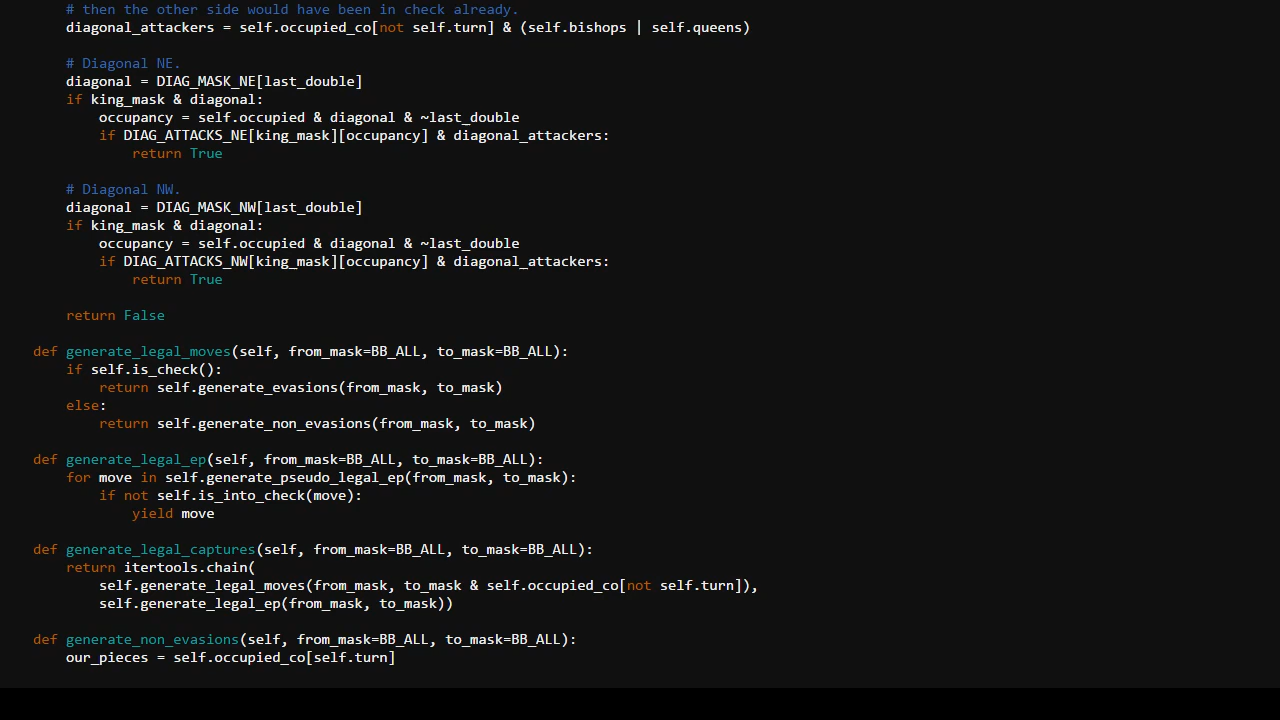 # then the other side would have been in check already.
diagonal_attackers = self.occupied_co[not self.turn] & (self.bishops | self.queens)
# Diagonal NE.
diagonal = DIAG_MASK_NE[last_double]
if king_mask & diagonal:
occupancy = self.occupied & diagonal & ~last_double
if DIAG_ATTACKS_NE[king_mask][occupancy] & diagonal_attackers:
return True
# Diagonal NW.
diagonal = DIAG_MASK_NW[last_double]
if king_mask & diagonal:
occupancy = self.occupied & diagonal & ~last_double
if DIAG_ATTACKS_NW[king_mask][occupancy] & diagonal_attackers:
return True
return False
def generate_legal_moves(self, from_mask=BB_ALL, to_mask=BB_ALL):
if self.is_check():
return self.generate_evasions(from_mask, to_mask)
else:
return self.generate_non_evasions(from_mask, to_mask)
def generate_legal_ep(self, from_mask=BB_ALL, to_mask=BB_ALL):
for move in self.generate_pseudo_legal_ep(from_mask, to_mask):
if not self.is_into_check(move):
yield move
def generate_legal_captures(self, from_mask=BB_ALL, to_mask=BB_ALL):
return itertools.chain(
self.generate_legal_moves(from_mask, to_mask & self.occupied_co[not self.turn]),
self.generate_legal_ep(from_mask, to_mask))
def generate_non_evasions(self, from_mask=BB_ALL, to_mask=BB_ALL):
our_pieces = self.occupied_co[self.turn]